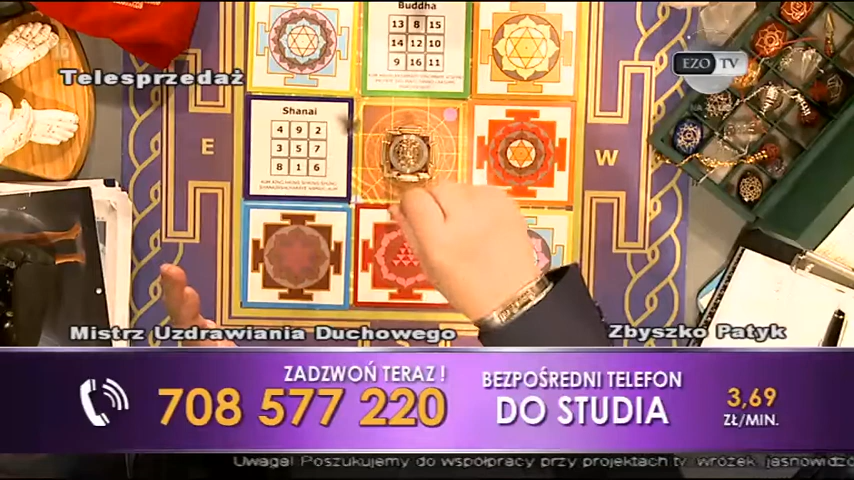 Buddha
13 8 15
14 12 10
9 16 11
Telesprzedaż
EZO TV
Shanai
4 9 2
3 5 7
8 1 6
E
W
Mistrz Uzdrawiania Duchowego
Zbyszko Patyk
ZADZWOŃ TERAZ !
708 577 220
BEZPOŚREDNI TELEFON
DO STUDIA
3,69
ZŁ/MIN.
Uwaga! Poszukujemy do współpracy przy projektach tv wróżek, jasnowidzó